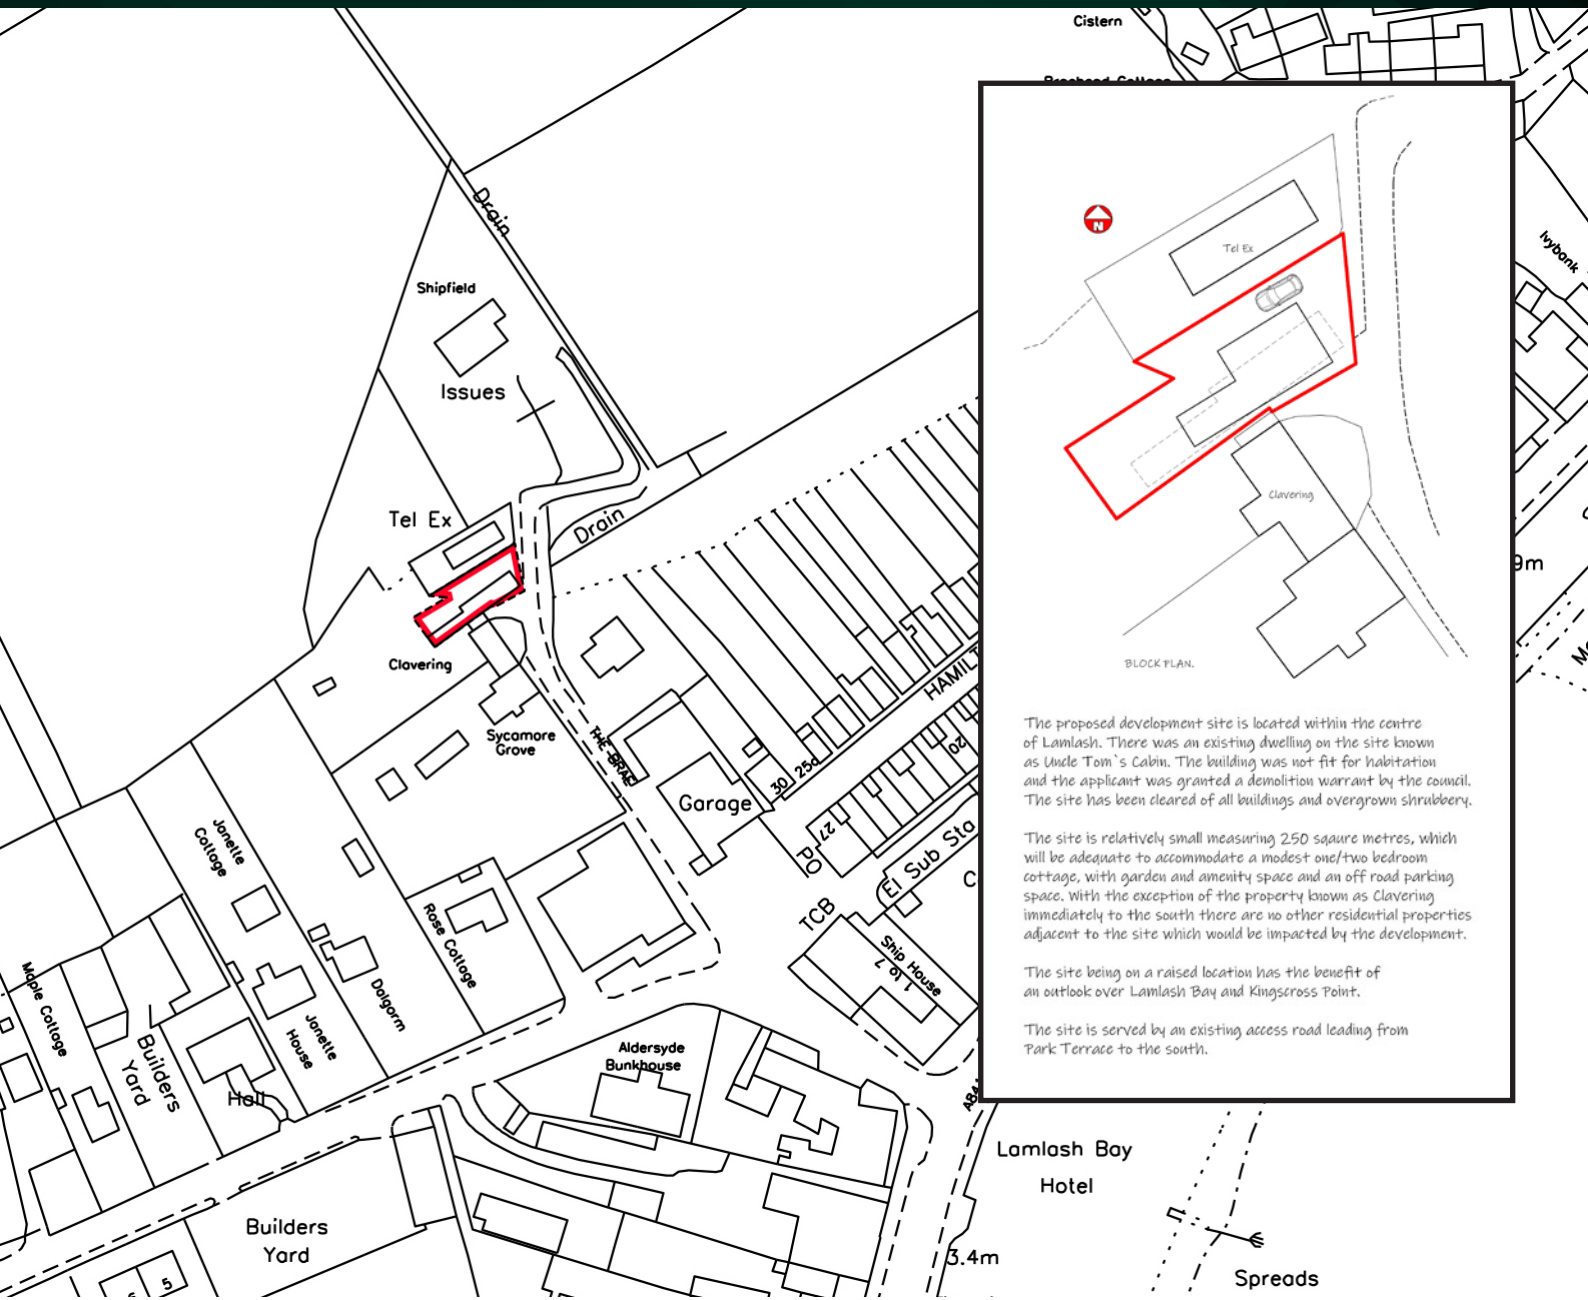 Cistern
Ivybank
Drain
Shipfield
Issues
Tel Ex
Drain
Clavering
Sycamore
Grove
THE BRAE
HAMILT
30
25d
20
27
Garage
PO
El Sub Sta
TCB
Ship House
1 to 7
Janette
Cottage
Rose Cottage
Dalgorm
Janette
House
Maple Cottage
Builders
Yard
Hall
Aldersyde
Bunkhouse
Builders
Yard
5
Lamlash Bay
Hotel
3.4m
Spreads
9m
N
Tel Ex
Clavering
BLOCK PLAN.
The proposed development site is located within the centre
of Lamlash. There was an existing dwelling on the site known
as Uncle Tom`s Cabin. The building was not fit for habitation
and the applicant was granted a demolition warrant by the council.
The site has been cleared of all buildings and overgrown shrubbery.
The site is relatively small measuring 250 sqaure metres, which
will be adequate to accommodate a modest one/two bedroom
cottage, with garden and amenity space and an off road parking
space. With the exception of the property known as Clavering
immediately to the south there are no other residential properties
adjacent to the site which would be impacted by the development.
The site being on a raised location has the benefit of
an outlook over Lamlash Bay and Kingscross Point.
The site is served by an existing access road leading from
Park Terrace to the south.